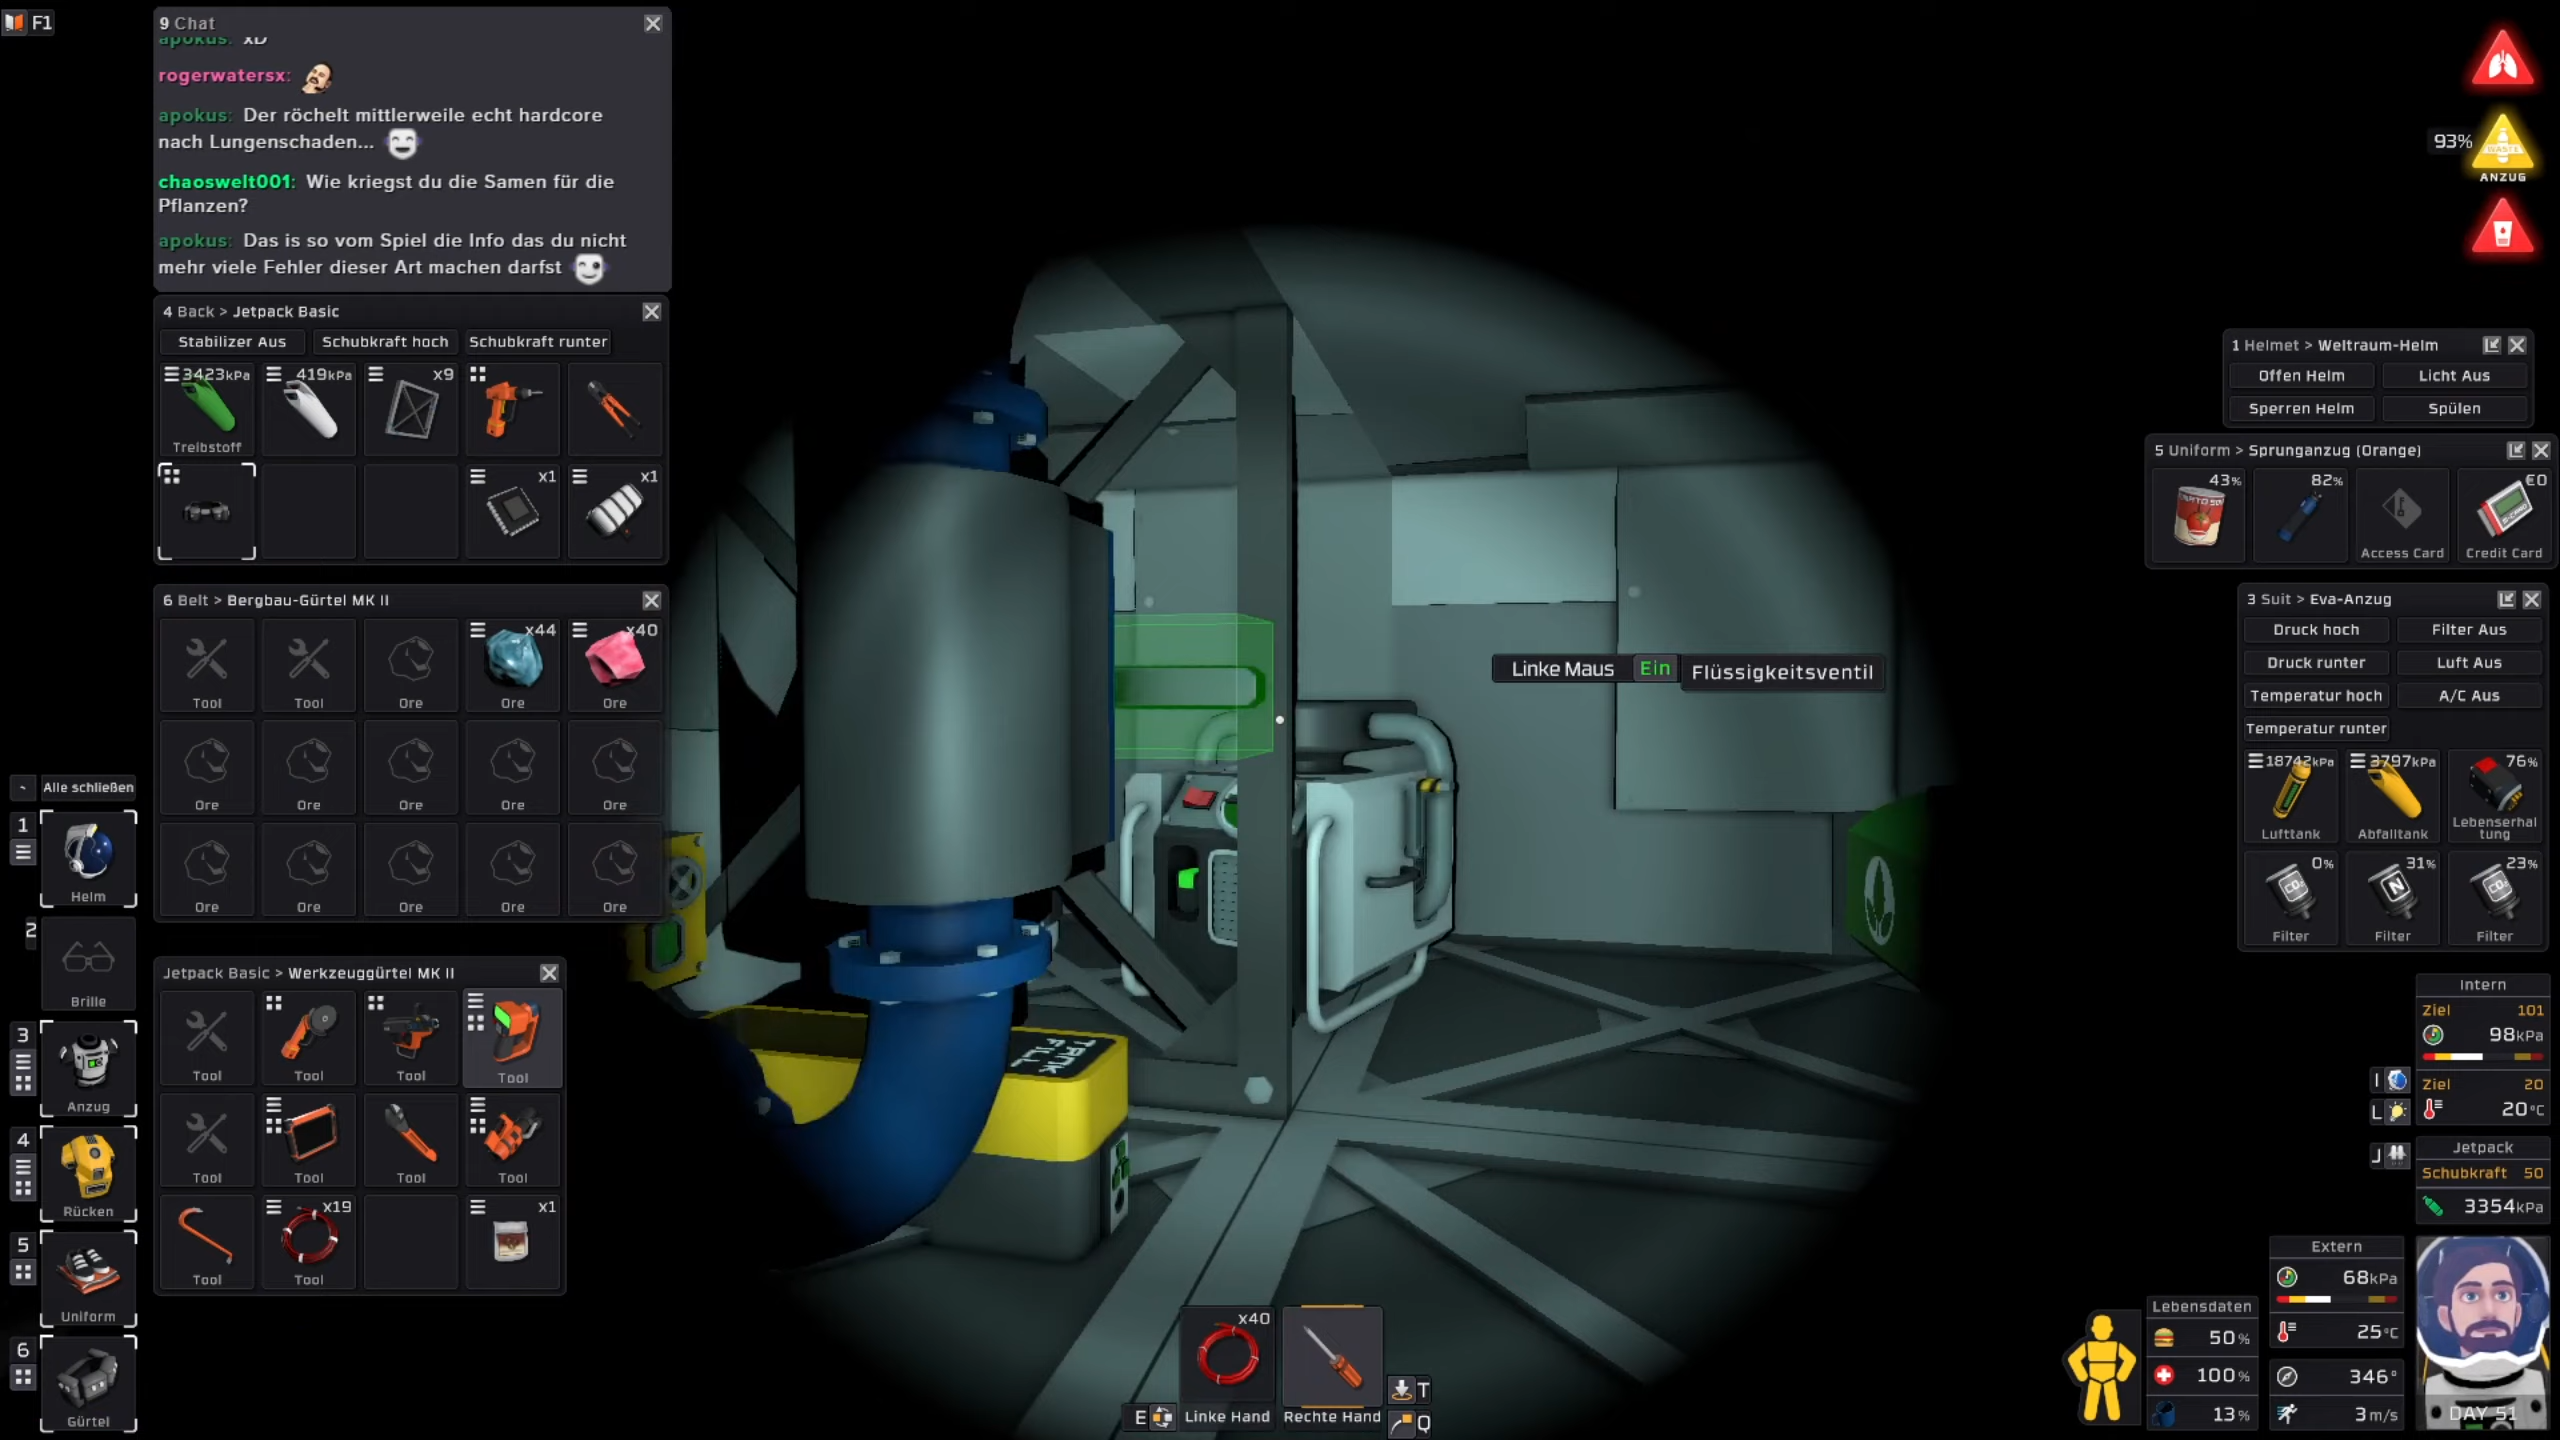 F1
9 Chat
apokus: xD
rogerwatersx:
apokus: Der röchelt mittlerweile echt hardcore
nach Lungenschaden...
chaoswelt001: Wie kriegst du die Samen für die
Pflanzen?
apokus: Das is so vom Spiel die Info das du nicht
mehr viele Fehler dieser Art machen darfst
4 Back > Jetpack Basic
Stabilizer Aus
Schubkraft hoch
Schubkraft runter
3423kPa
419kPa
x9
Treibstoff
x1
x1
6 Belt > Bergbau-Gürtel MK II
x44
x40
Tool
Tool
Ore
Ore
Ore
Ore
Ore
Ore
Ore
Ore
Ore
Ore
Ore
Ore
Ore
Jetpack Basic > Werkzeuggürtel MK II
Tool
Tool
Tool
Tool
Tool
Tool
Tool
Tool
x19
x1
Tool
Tool
~
Alle schließen
1
Helm
2
Brille
3
Anzug
4
Rücken
5
Uniform
6
Gürtel
Linke Maus
Ein
Flüssigkeitsventil
TANK
FILL
x40
E
Linke Hand
Rechte Hand
T
Q
93%
WASTE
ANZUG
1 Helmet > Weltraum-Helm
Offen Helm
Licht Aus
Sperren Helm
Spülen
5 Uniform > Sprunganzug (Orange)
43%
82%
€0
Access Card
Credit Card
3 Suit > Eva-Anzug
Druck hoch
Filter Aus
Druck runter
Luft Aus
Temperatur hoch
A/C Aus
Temperatur runter
18742kPa
3797kPa
76%
Lufttank
Abfalltank
Lebenserhal
tung
0%
31%
23%
CO₂
N
CO₂
Filter
Filter
Filter
Intern
Ziel 101
98kPa
I
Ziel 20
L
20°C
Jetpack
J
Schubkraft 50
3354kPa
Extern
68kPa
25°C
346°
3m/s
Lebensdaten
50%
100%
13%
DAY 51